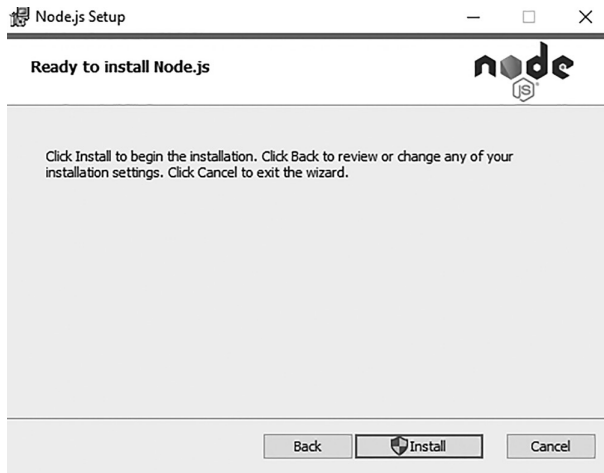 Node.js Setup
Ready to install Node.js
node
JS
Click Install to begin the installation. Click Back to review or change any of your
installation settings. Click Cancel to exit the wizard.
Back Install Cancel